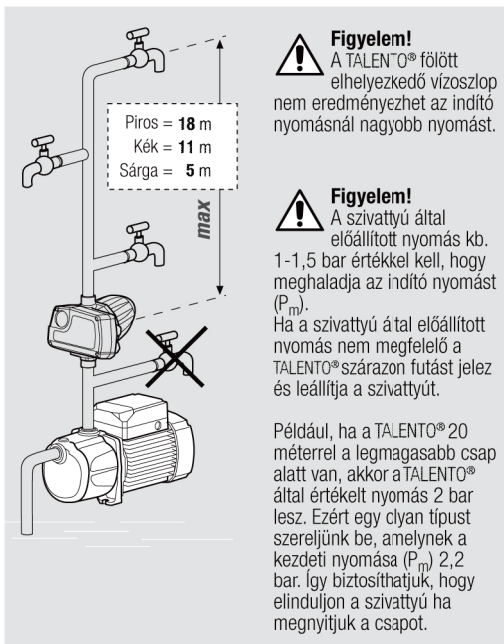 Piros = 18 m
Kék = 11 m
Sárga = 5 m
max
Figyelem!
A TALENTO® fölött
elhelyezkedő vízoszlop
nem eredményezhet az indító
nyomásnál nagyobb nyomást.
Figyelem!
A szivattyú által
előállított nyomás kb.
1-1,5 bar értékkel kell, hogy
meghaladja az indító nyomást
(Pm).
Ha a szivattyú által előállított
nyomás nem megfelelő a
TALENTO® szárazon futást jelez
és leállítja a szivattyút.
Például, ha a TALENTO® 20
méterrel a legmagasabb csap
alatt van, akkor a TALENTO®
által értékelt nyomás 2 bar
lesz. Ezért egy olyan típust
szereljünk be, amelynek a
kezdeti nyomása (Pm) 2,2
bar. Így biztosíthatjuk, hogy
elinduljon a szivattyú ha
megnyitjuk a csapot.